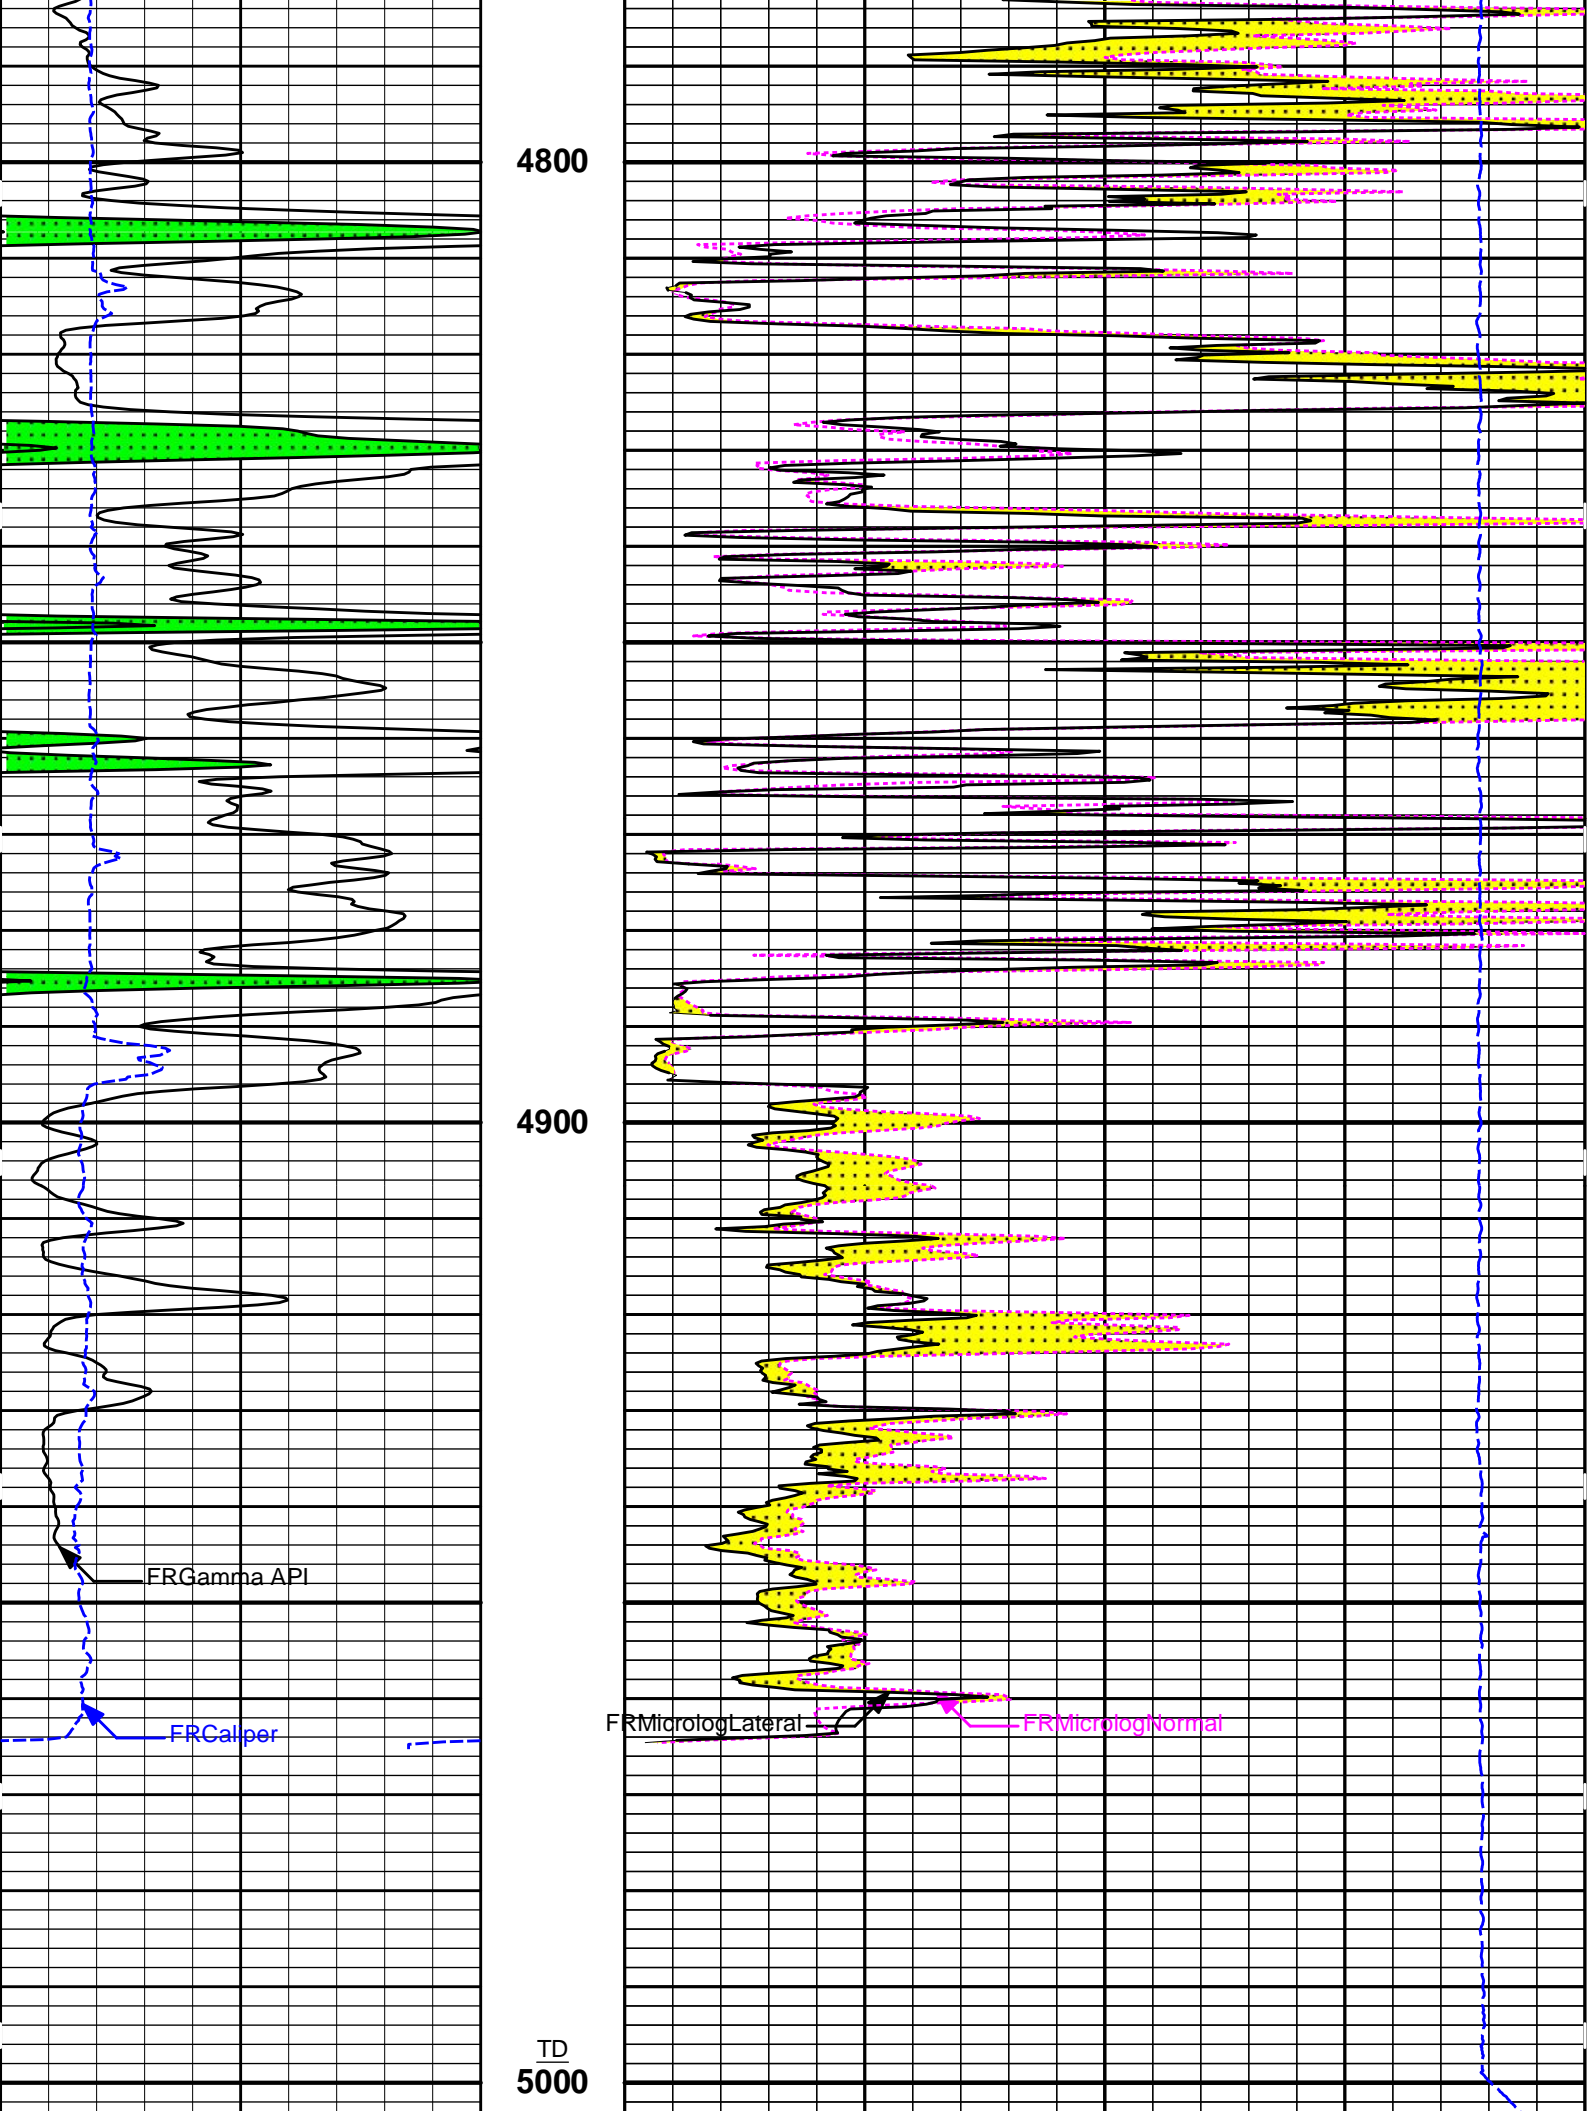 4800
4900
FRGamma API
FRCaliper
FRMicrologLateral
FRMicrologNormal
TD
5000